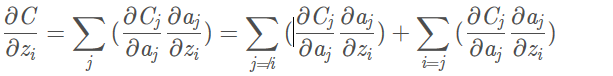 ∂C/∂z_i = ∑_j (∂C_j/∂a_j ∂a_j/∂z_i) = ∑_{j≠i} (∂C_j/∂a_j ∂a_j/∂z_i) + ∑_{i=j} (∂C_j/∂a_j ∂a_j/∂z_i)